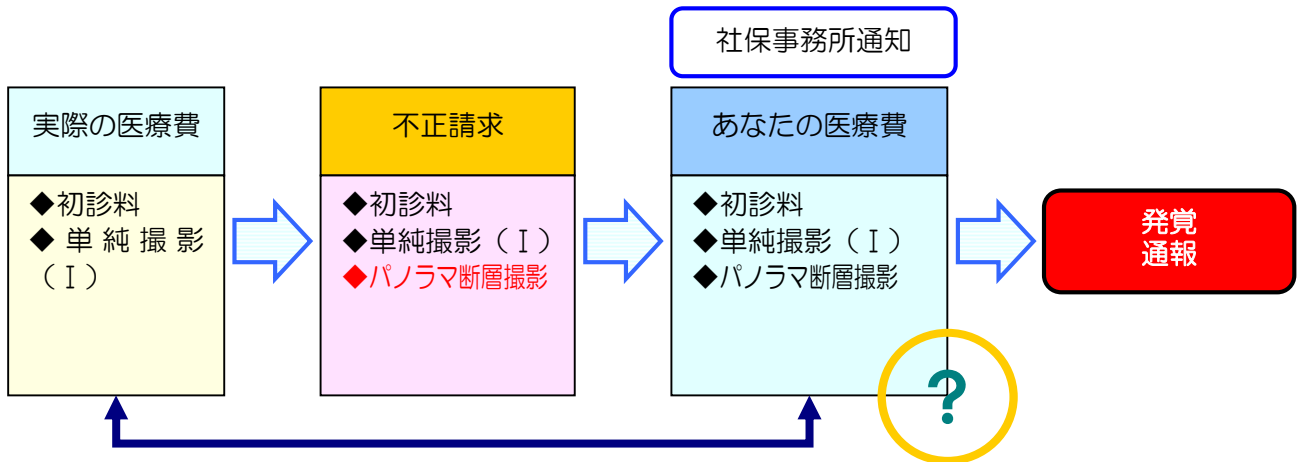 社保事務所通知
実際の医療費
◆初診料
◆単純撮影
（Ⅰ）
不正請求
◆初診料
◆単純撮影（Ⅰ）
◆パノラマ断層撮影
あなたの医療費
◆初診料
◆単純撮影（Ⅰ）
◆パノラマ断層撮影
?
発覚
通報